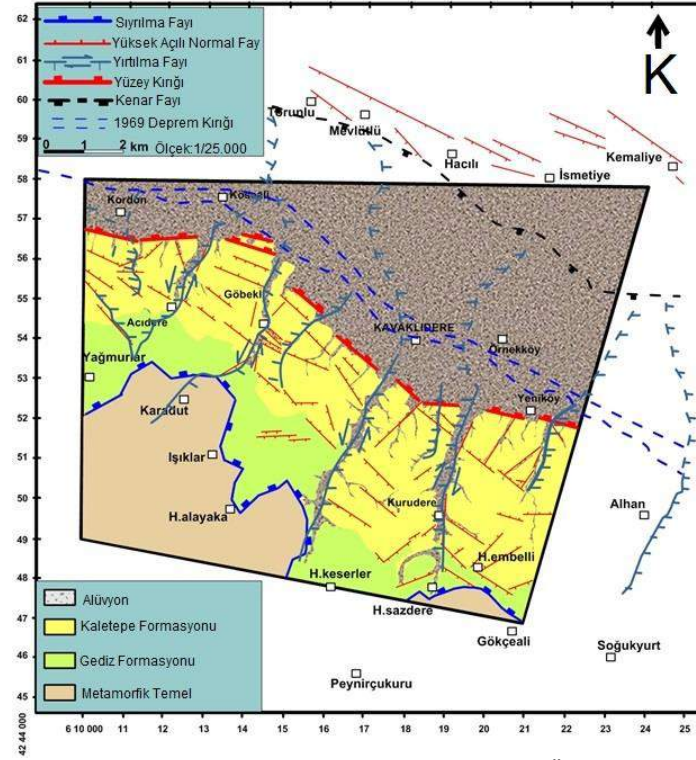 Sıyrılma Fayı
Yüksek Açılı Normal Fay
Yırtılma Fayı
Yüzey Kırığı
Kenar Fayı
1969 Deprem Kırığı
0 1 2 km Ölçek:1/25.000
K
Mevlütlü
Hacılı
İsmetiye
Kemaliye
Kordon
Göbekli
Acıdere
KAVAKLIDERE
Örnekköy
Yağmurlar
Karadut
Yeniköy
Işıklar
H.alayaka
Kurudere
Alhan
H.embelli
H.keserler
H.sazdere
Gökçeali
Soğukyurt
Peynirçukuru
Alüvyon
Kaletepe Formasyonu
Gediz Formasyonu
Metamorfik Temel
62
61
60
59
58
57
56
55
54
53
52
51
50
49
48
47
46
45
42 44 000
6 10 000 11 12 13 14 15 16 17 18 19 20 21 22 23 24 25